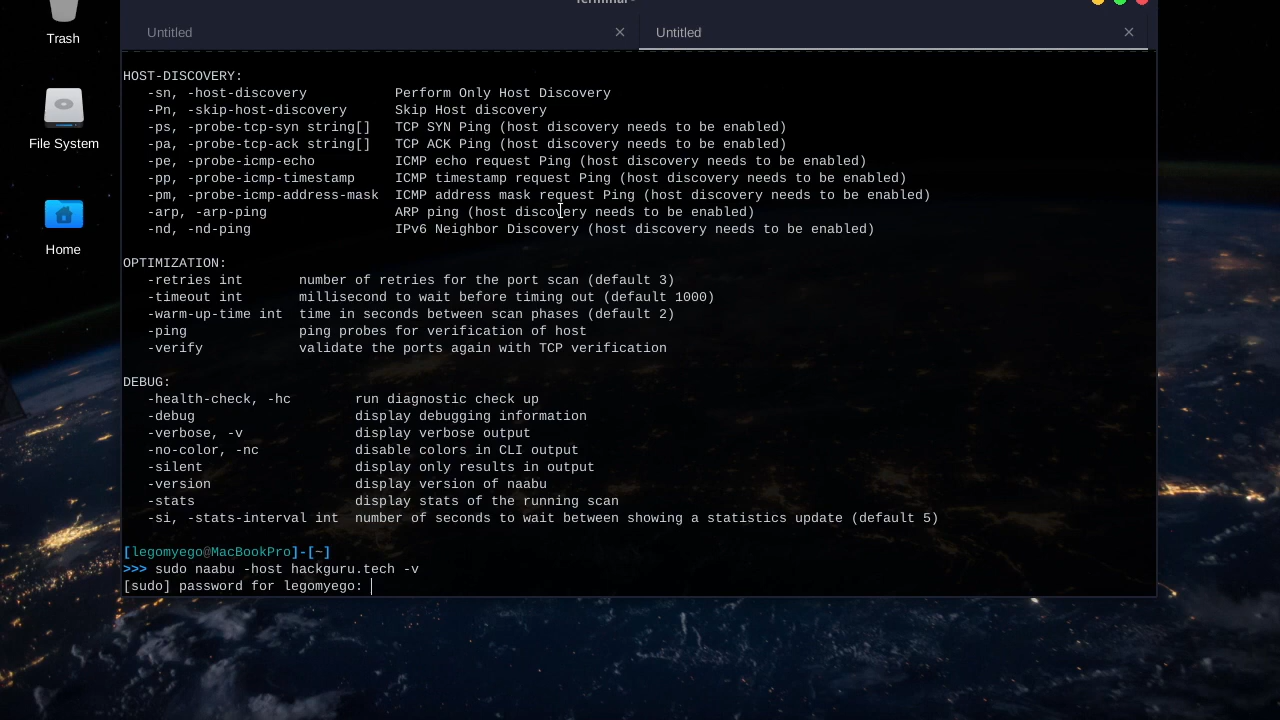 Terminal -
Untitled
Untitled
Trash
File System
Home
HOST-DISCOVERY:
-sn, -host-discovery Perform Only Host Discovery
-Pn, -skip-host-discovery Skip Host discovery
-ps, -probe-tcp-syn string[] TCP SYN Ping (host discovery needs to be enabled)
-pa, -probe-tcp-ack string[] TCP ACK Ping (host discovery needs to be enabled)
-pe, -probe-icmp-echo ICMP echo request Ping (host discovery needs to be enabled)
-pp, -probe-icmp-timestamp ICMP timestamp request Ping (host discovery needs to be enabled)
-pm, -probe-icmp-address-mask ICMP address mask request Ping (host discovery needs to be enabled)
-arp, -arp-ping ARP ping (host discovery needs to be enabled)
-nd, -nd-ping IPv6 Neighbor Discovery (host discovery needs to be enabled)
OPTIMIZATION:
-retries int number of retries for the port scan (default 3)
-timeout int millisecond to wait before timing out (default 1000)
-warm-up-time int time in seconds between scan phases (default 2)
-ping ping probes for verification of host
-verify validate the ports again with TCP verification
DEBUG:
-health-check, -hc run diagnostic check up
-debug display debugging information
-verbose, -v display verbose output
-no-color, -nc disable colors in CLI output
-silent display only results in output
-version display version of naabu
-stats display stats of the running scan
-si, -stats-interval int number of seconds to wait between showing a statistics update (default 5)
[legomyego@MacBookPro]-[~]
>>> sudo naabu -host hackguru.tech -v
[sudo] password for legomyego: